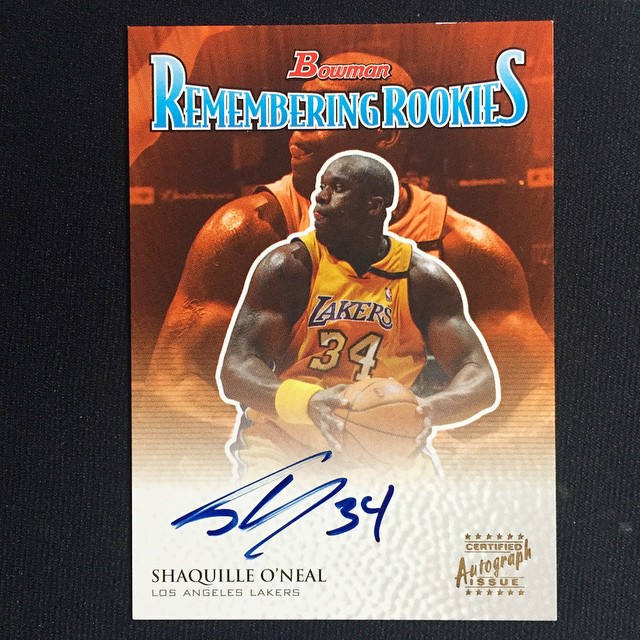 Bowman
REMEMBERING ROOKIES
LAKERS
34
34
SHAQUILLE O'NEAL
LOS ANGELES LAKERS
CERTIFIED
Autograph
ISSUE